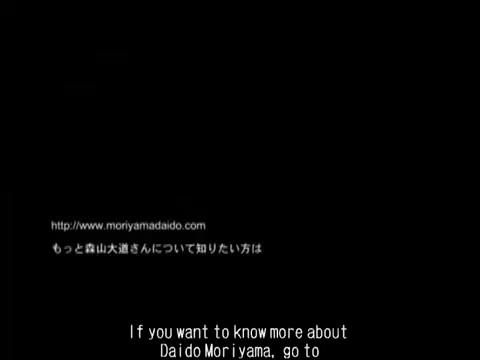 http://www.moriyamadaido.com
もっと森山大道さんについて知りたい方は
If you want to know more about
Daido Moriyama, go to